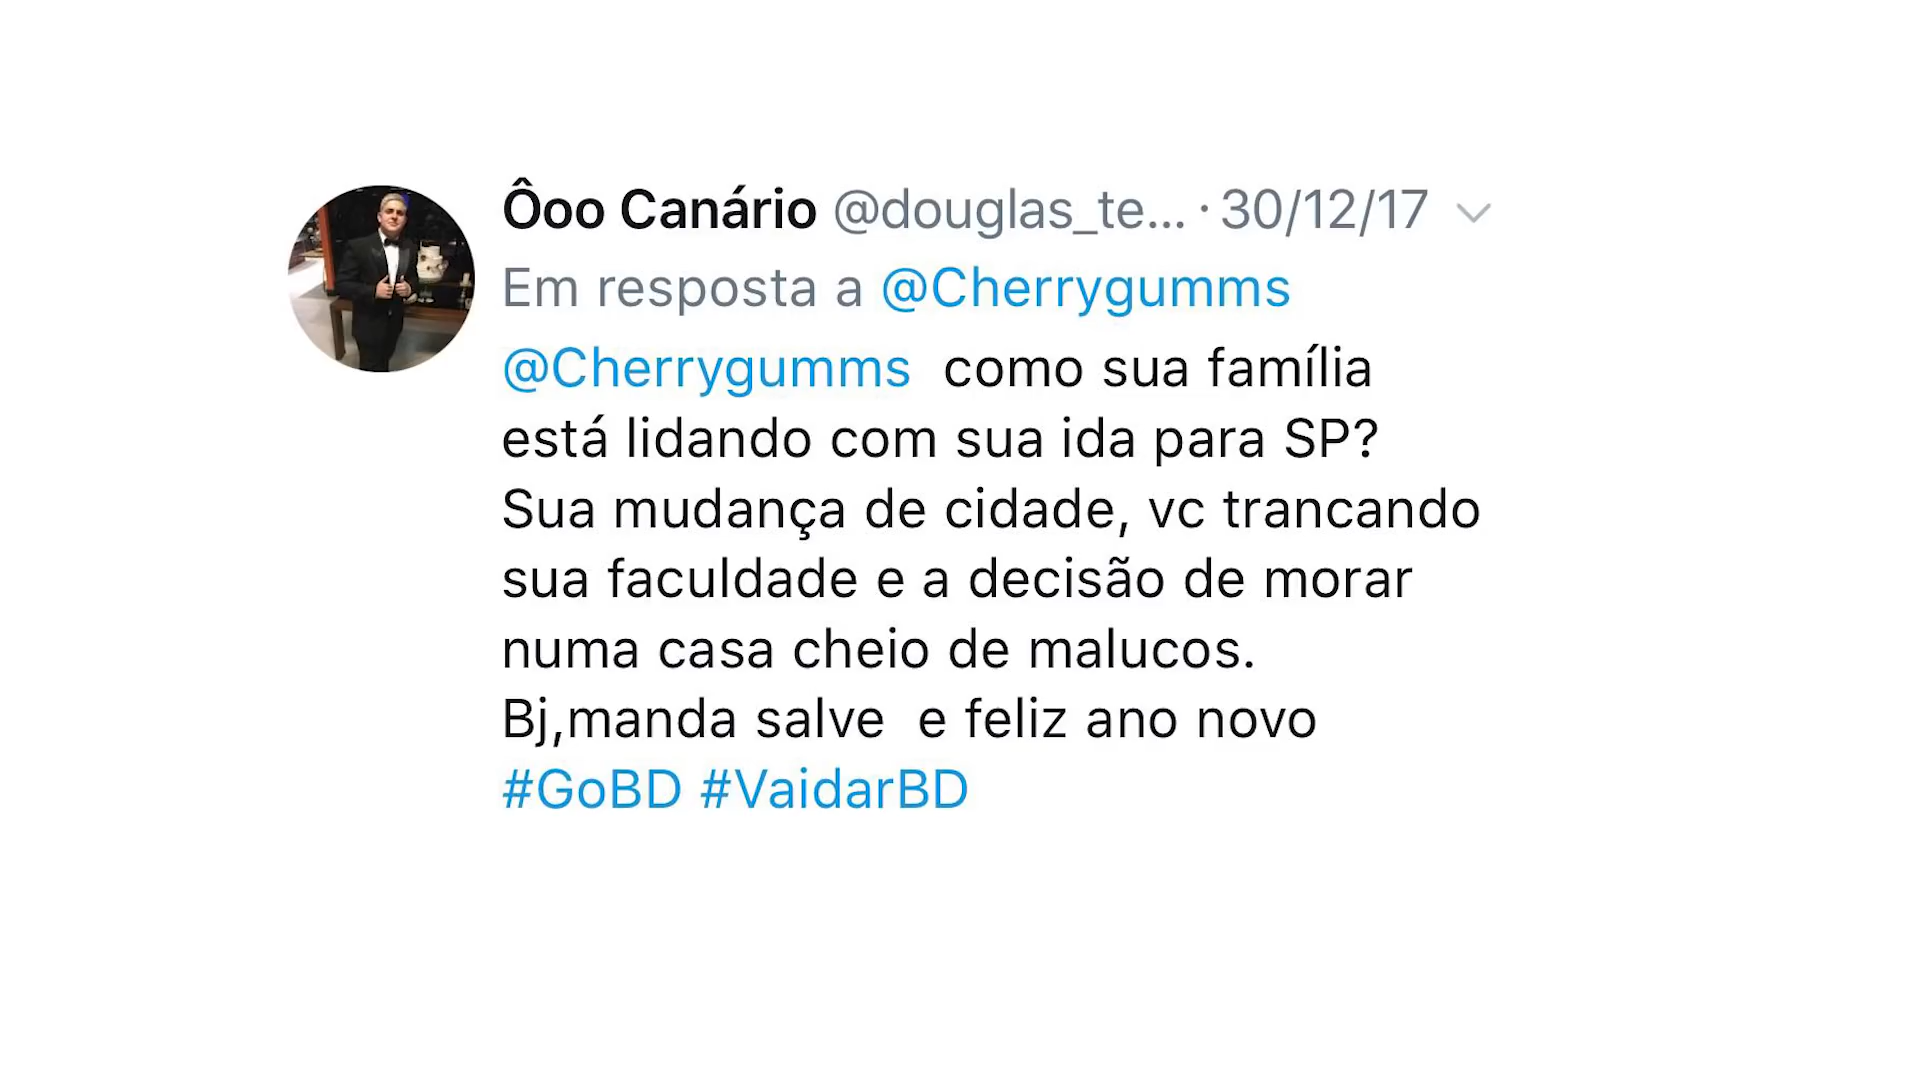 Ôoo Canário @douglas_te... · 30/12/17
Em resposta a @Cherrygumms
@Cherrygumms como sua família
está lidando com sua ida para SP?
Sua mudança de cidade, vc trancando
sua faculdade e a decisão de morar
numa casa cheio de malucos.
Bj,manda salve e feliz ano novo
#GoBD #VaidarBD